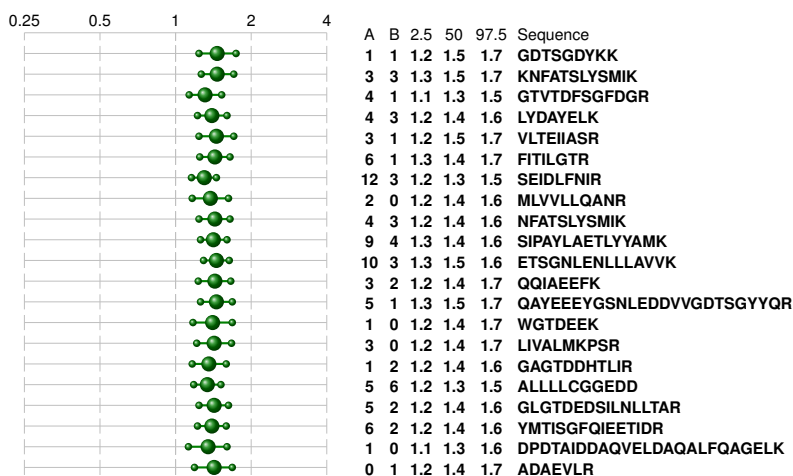 0.25 0.5 1 2 4
A B 2.5 50 97.5 Sequence
1 1 1.2 1.5 1.7 GDTSGDYKK
3 3 1.3 1.5 1.7 KNFATSLYSMIK
4 1 1.1 1.3 1.5 GTVTDFSGFDGR
4 3 1.2 1.4 1.6 LYDAYELK
3 1 1.2 1.5 1.7 VLTEIIASR
6 1 1.3 1.4 1.7 FITILGTR
12 3 1.2 1.3 1.5 SEIDLFNIR
2 0 1.2 1.4 1.6 MLVVLLQANR
4 3 1.2 1.4 1.6 NFATSLYSMIK
9 4 1.3 1.4 1.6 SIPAYLAETLYYAMK
10 3 1.3 1.5 1.6 ETSGNLENLLLAVVK
3 2 1.2 1.4 1.7 QQIAEEFK
5 1 1.3 1.5 1.7 QAYEEEYGSNLEDDVVGDTSGYYQR
1 0 1.2 1.4 1.7 WGTDEEK
3 0 1.2 1.4 1.7 LIVALMKPSR
1 2 1.2 1.4 1.6 GAGTDDHTLIR
5 6 1.2 1.3 1.5 ALLLLCGGEDD
5 2 1.2 1.4 1.6 GLGTDEDSILNLLTAR
6 2 1.2 1.4 1.6 YMTISGFQIEETIDR
1 0 1.1 1.3 1.6 DPDTAIDDAQVELDAQALFQAGELK
0 1 1.2 1.4 1.7 ADAEVLR